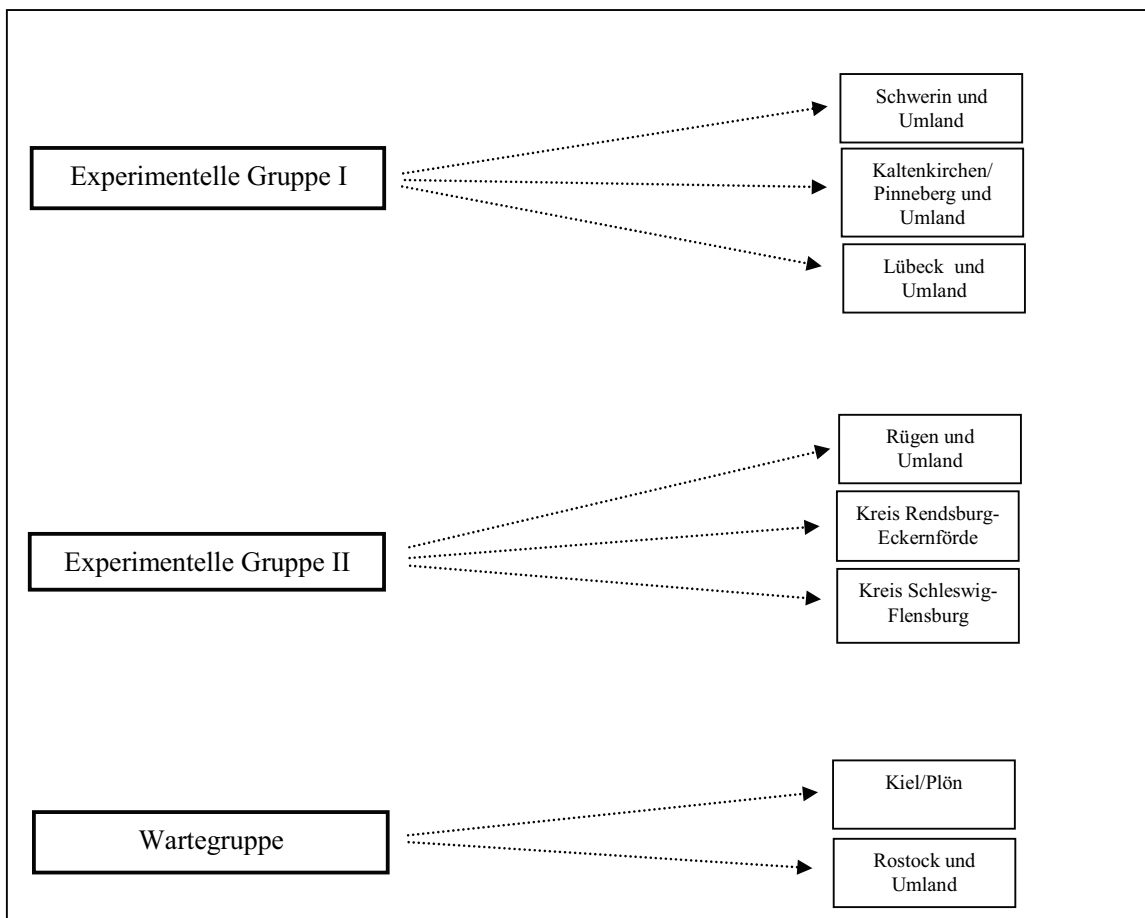 Experimentelle Gruppe I
Schwerin und
Umland
Kaltenkirchen/
Pinneberg und
Umland
Lübeck und
Umland
Experimentelle Gruppe II
Rügen und
Umland
Kreis Rendsburg-
Eckernförde
Kreis Schleswig-
Flensburg
Wartegruppe
Kiel/Plön
Rostock und
Umland